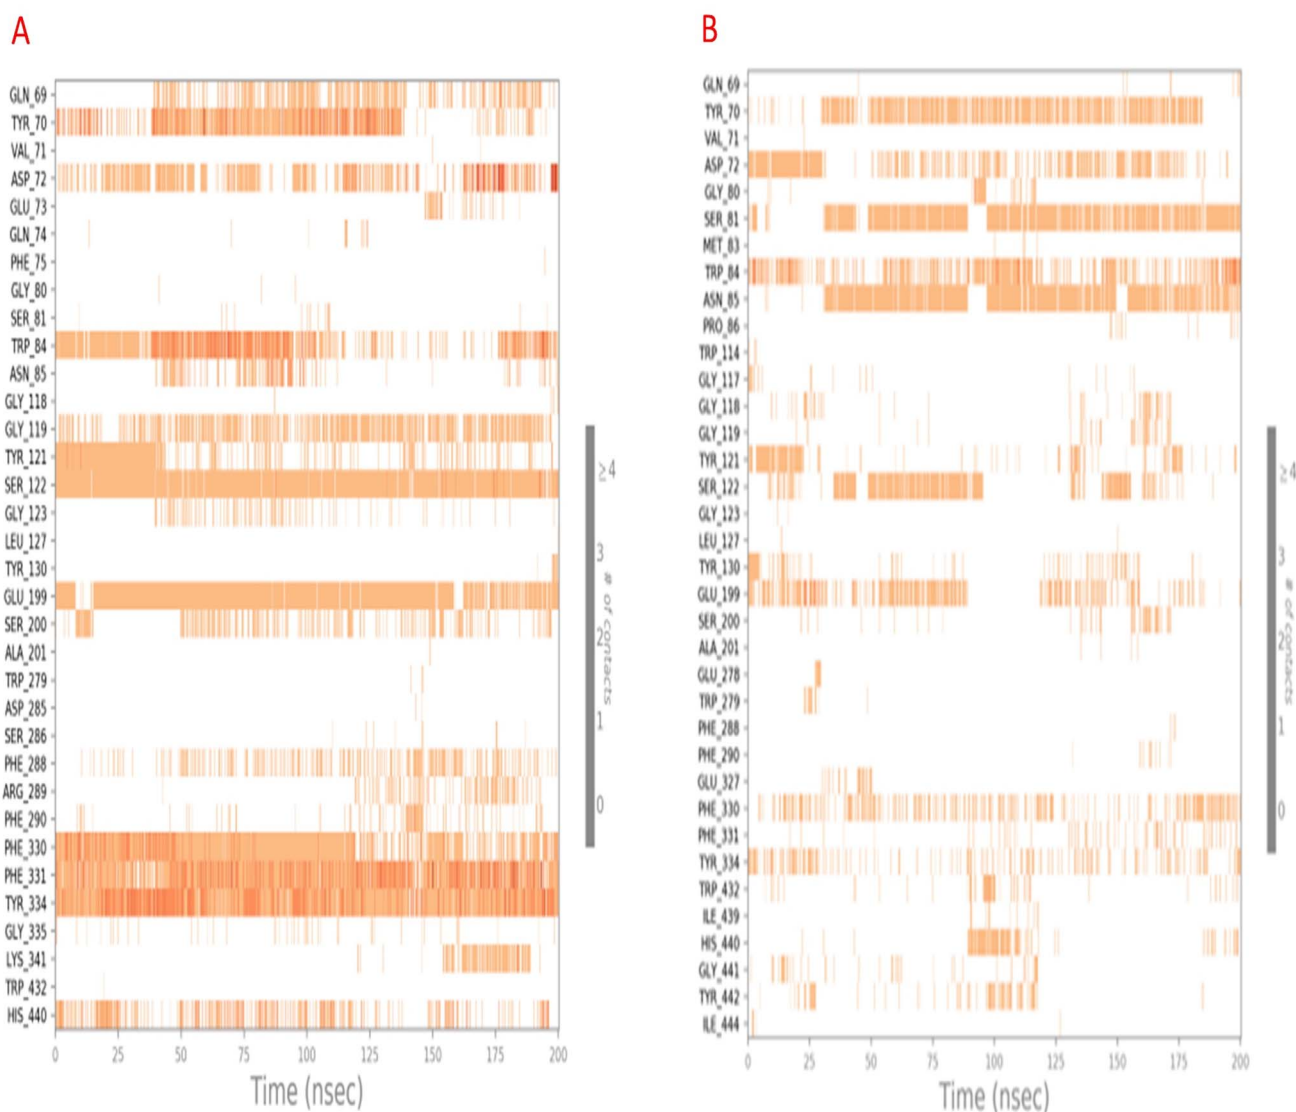 A
GLN_69
TYR_70
VAL_71
ASP_72
GLU_73
GLN_74
PHE_75
GLY_80
SER_81
TRP_84
ASN_85
GLY_118
GLY_119
TYR_121
SER_122
GLY_123
LEU_127
TYR_130
GLU_199
SER_200
ALA_201
TRP_279
ASP_285
SER_286
PHE_288
ARG_289
PHE_290
PHE_330
PHE_331
TYR_334
GLY_335
LYS_341
TRP_432
HIS_440
0 25 50 75 100 125 150 175 200
Time (nsec)
≥4
3
2
1
0
# of contacts
B
GLN_69
TYR_70
VAL_71
ASP_72
GLY_80
SER_81
MET_83
TRP_84
ASN_85
PRO_86
TRP_114
GLY_117
GLY_118
GLY_119
TYR_121
SER_122
GLY_123
LEU_127
TYR_130
GLU_199
SER_200
ALA_201
GLU_278
TRP_279
PHE_288
PHE_290
GLU_327
PHE_330
PHE_331
TYR_334
TRP_432
ILE_439
HIS_440
GLY_441
TYR_442
ILE_444
0 25 50 75 100 125 150 175 200
Time (nsec)
≥4
3
2
1
0
# of contacts